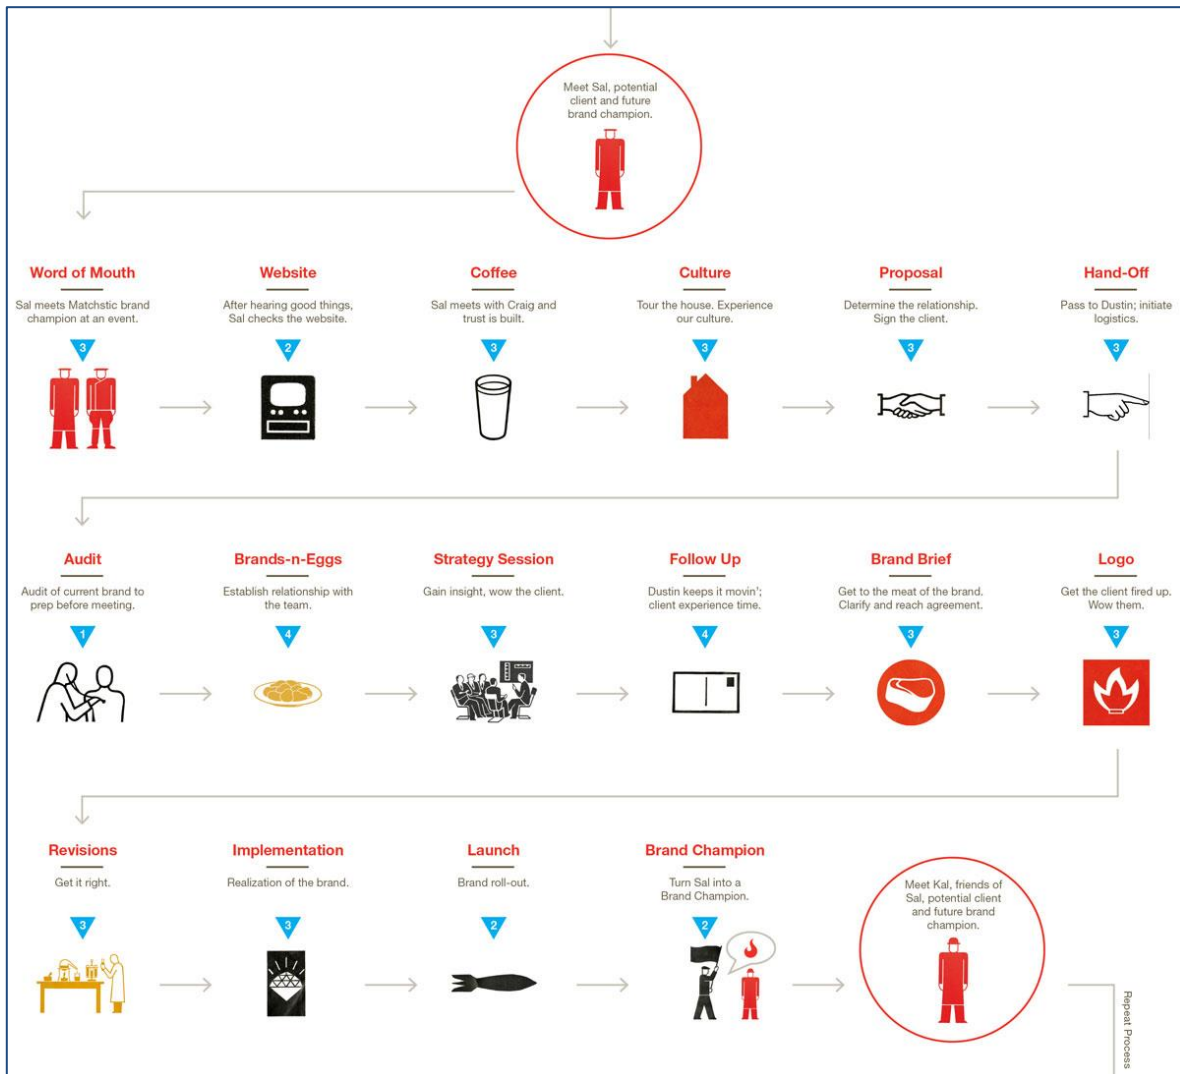 Meet Sal, potential
client and future
brand champion.
Word of Mouth
Sal meets Matchstic brand
champion at an event.
3
Website
After hearing good things,
Sal checks the website.
2
Coffee
Sal meets with Craig and
trust is built.
3
Culture
Tour the house. Experience
our culture.
3
Proposal
Determine the relationship.
Sign the client.
3
Hand-Off
Pass to Dustin; initiate
logistics.
3
Audit
Audit of current brand to
prep before meeting.
1
Brands-n-Eggs
Establish relationship with
the team.
4
Strategy Session
Gain insight, wow the client.
3
Follow Up
Dustin keeps it movin';
client experience time.
4
Brand Brief
Get to the meat of the brand.
Clarify and reach agreement.
3
Logo
Get the client fired up.
Wow them.
3
Revisions
Get it right.
3
Implementation
Realization of the brand.
3
Launch
Brand roll-out.
2
Brand Champion
Turn Sal into a
Brand Champion.
2
Meet Kal, friends of
Sal, potential client
and future brand
champion.
Repeat Process